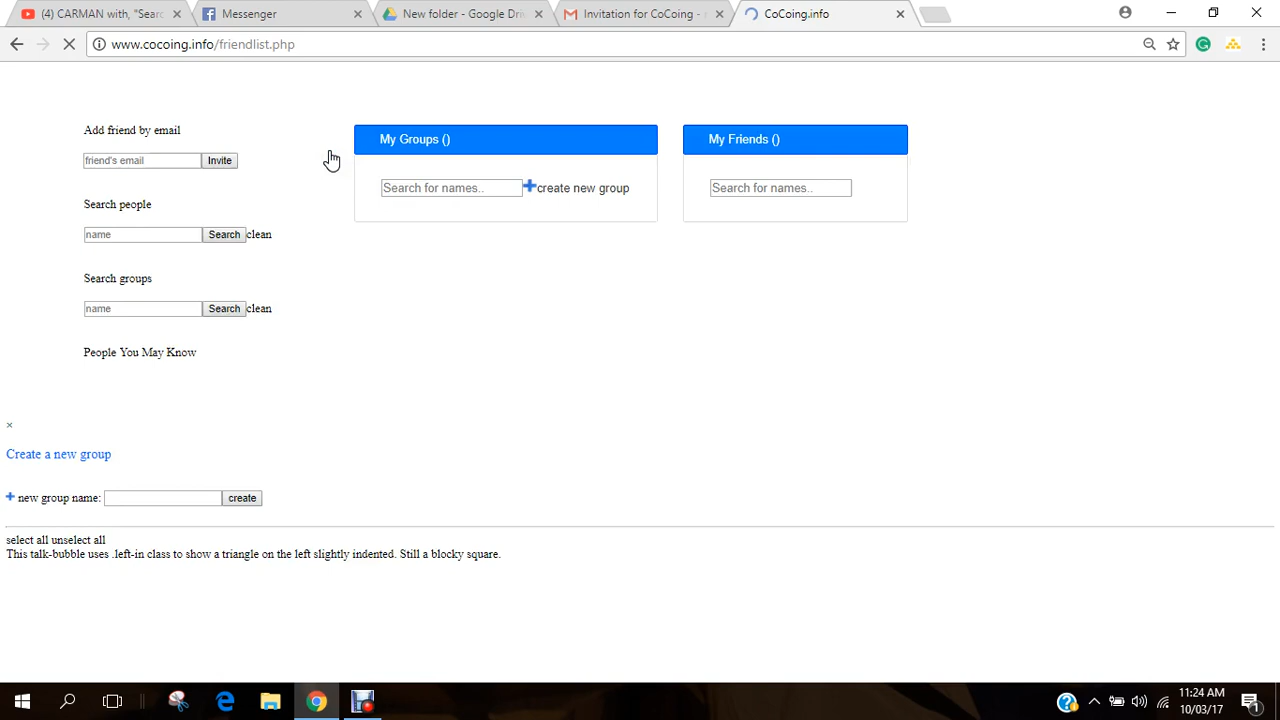 (4) CARMAN with, "Searc
Messenger
New folder - Google Driv
Invitation for CoCoing -
CoCoing.info
www.cocoing.info/friendlist.php
Add friend by email
friend's email Invite
Search people
name Search clean
Search groups
name Search clean
People You May Know
My Groups ()
Search for names.. create new group
My Friends ()
Search for names..
×
Create a new group
new group name: create
select all unselect all
This talk-bubble uses .left-in class to show a triangle on the left slightly indented. Still a blocky square.
11:24 AM
10/03/17